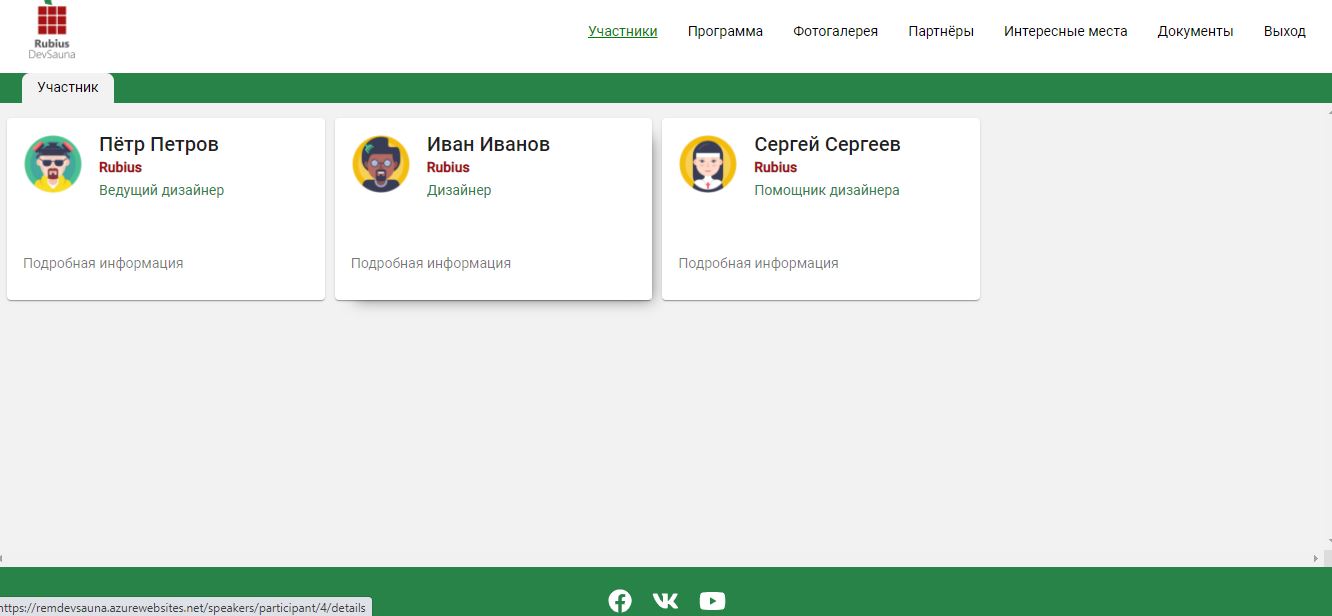 Rubius
DevSauna
Участники Программа Фотогалерея Партнёры Интересные места Документы Выход
Участник
Пётр Петров
Rubius
Ведущий дизайнер
Подробная информация
Иван Иванов
Rubius
Дизайнер
Подробная информация
Сергей Сергеев
Rubius
Помощник дизайнера
Подробная информация
https://remdevsauna.azurewebsites.net/speakers/participant/4/details